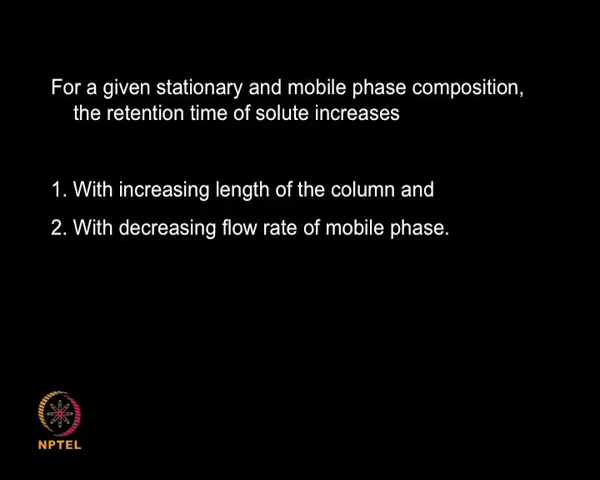 For a given stationary and mobile phase composition,
the retention time of solute increases
1. With increasing length of the column and
2. With decreasing flow rate of mobile phase.
NPTEL